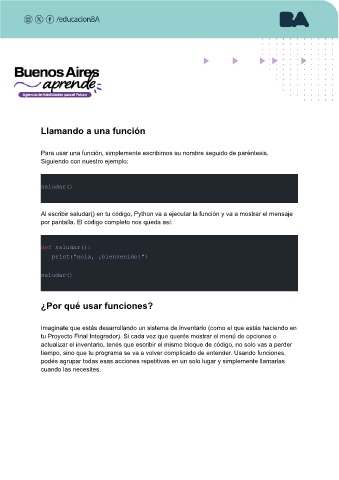 /educacionBA
BA
Buenos Aires
aprende
Agencia de Habilidades para el Futuro
Llamando a una función
Para usar una función, simplemente escribimos su nombre seguido de paréntesis.
Siguiendo con nuestro ejemplo:
saludar()
Al escribir saludar() en tu código, Python va a ejecutar la función y va a mostrar el mensaje
por pantalla. El código completo nos queda así:
def saludar():
print("Hola, ¡bienvenido!")
saludar()
¿Por qué usar funciones?
Imaginate que estás desarrollando un sistema de inventario (como el que estás haciendo en
tu Proyecto Final Integrador). Si cada vez que querés mostrar el menú de opciones o
actualizar el inventario, tenés que escribir el mismo bloque de código, no solo vas a perder
tiempo, sino que tu programa se va a volver complicado de entender. Usando funciones,
podés agrupar todas esas acciones repetitivas en un solo lugar y simplemente llamarlas
cuando las necesites.